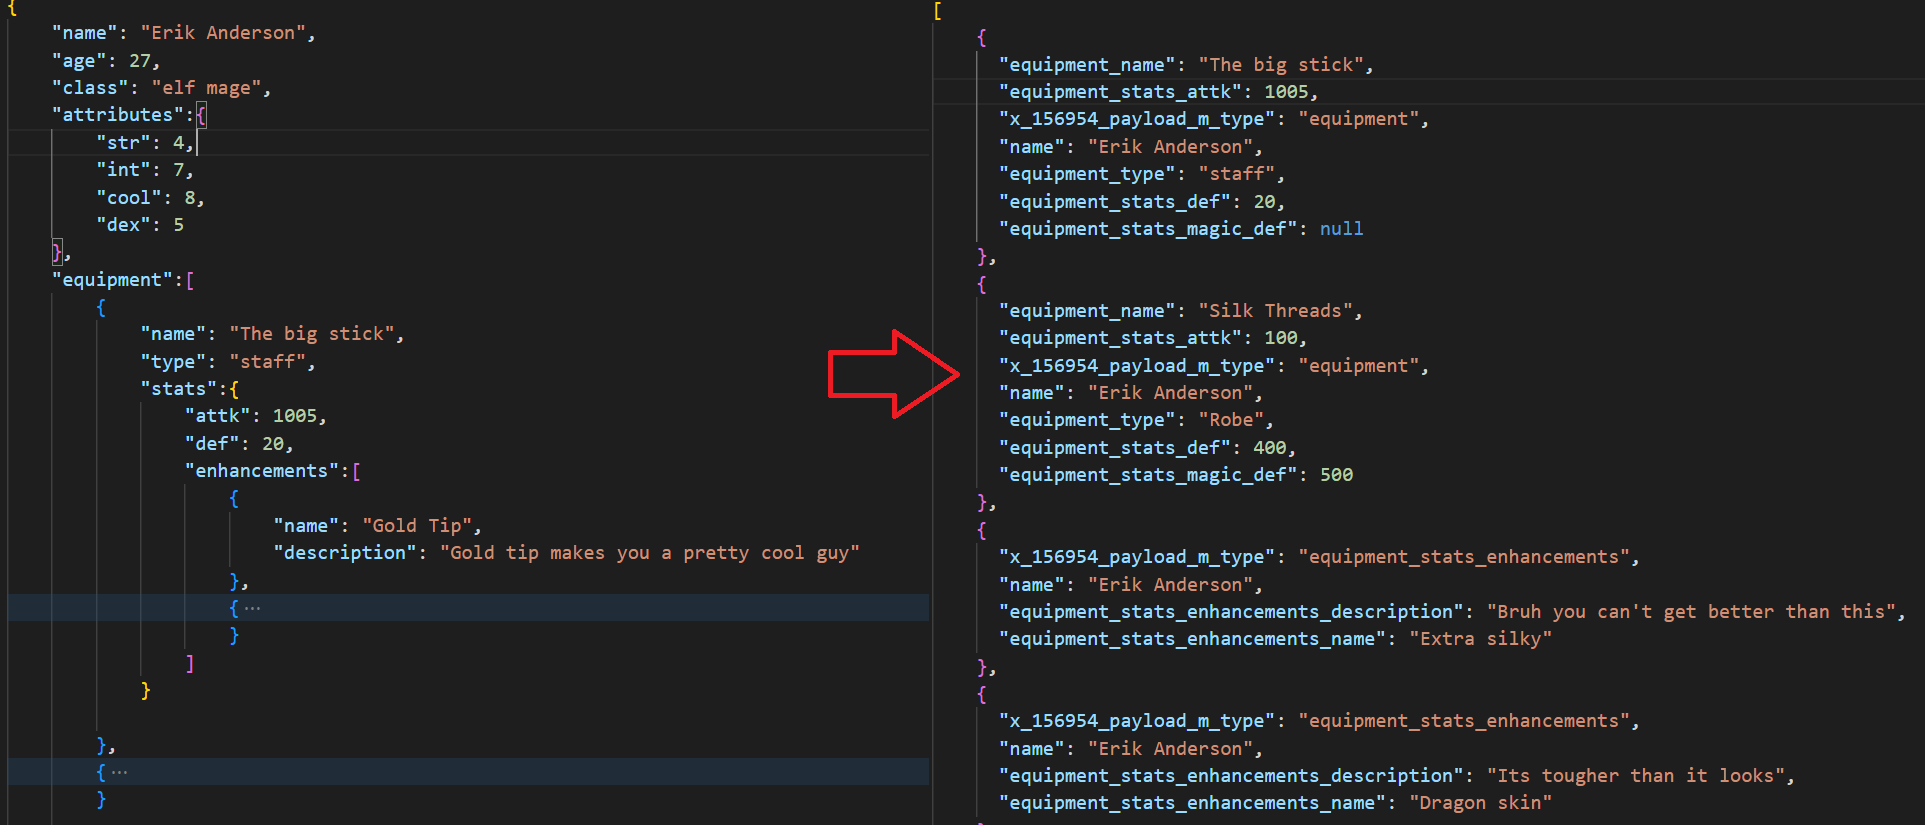 {
"name": "Erik Anderson",
"age": 27,
"class": "elf mage",
"attributes":{
"str": 4,
"int": 7,
"cool": 8,
"dex": 5
},
"equipment":[
{
"name": "The big stick",
"type": "staff",
"stats":{
"attk": 1005,
"def": 20,
"enhancements":[
{
"name": "Gold Tip",
"description": "Gold tip makes you a pretty cool guy"
},
{ ···
}
]
}
},
{ ···
}
[
{
"equipment_name": "The big stick",
"equipment_stats_attk": 1005,
"x_156954_payload_m_type": "equipment",
"name": "Erik Anderson",
"equipment_type": "staff",
"equipment_stats_def": 20,
"equipment_stats_magic_def": null
},
{
"equipment_name": "Silk Threads",
"equipment_stats_attk": 100,
"x_156954_payload_m_type": "equipment",
"name": "Erik Anderson",
"equipment_type": "Robe",
"equipment_stats_def": 400,
"equipment_stats_magic_def": 500
},
{
"x_156954_payload_m_type": "equipment_stats_enhancements",
"name": "Erik Anderson",
"equipment_stats_enhancements_description": "Bruh you can't get better than this",
"equipment_stats_enhancements_name": "Extra silky"
},
{
"x_156954_payload_m_type": "equipment_stats_enhancements",
"name": "Erik Anderson",
"equipment_stats_enhancements_description": "Its tougher than it looks",
"equipment_stats_enhancements_name": "Dragon skin"